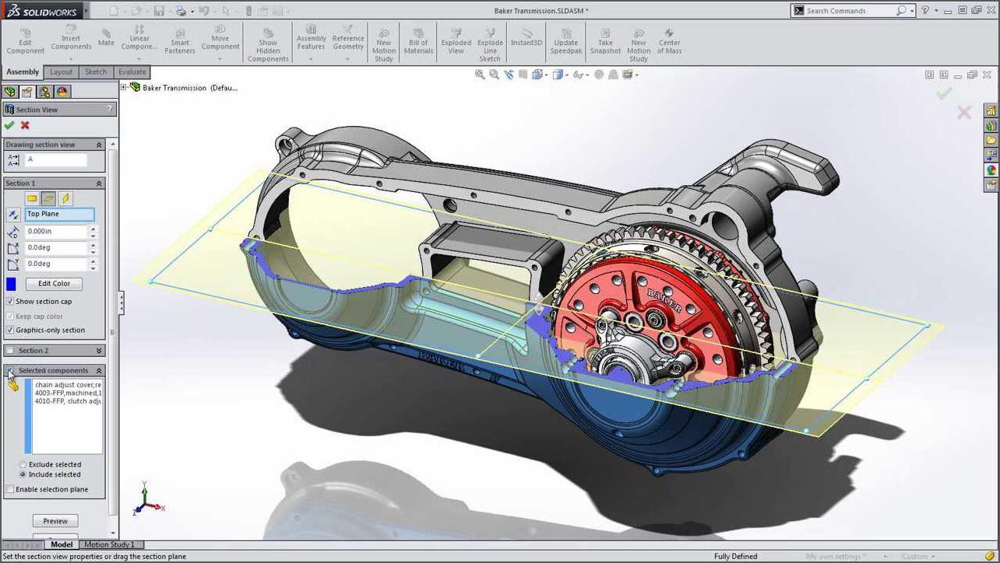 SOLIDWORKS
Baker Transmission.SLDASM *
Search Commands
Edit Component
Insert Components
Mate
Linear Compone...
Smart Fasteners
Move Component
Show Hidden Components
Assembly Features
Reference Geometry
New Motion Study
Bill of Materials
Exploded View
Explode Line Sketch
Instant3D
Update Speedpak
Take Snapshot
New Motion Study
Center of Mass
Assembly
Layout
Sketch
Evaluate
Baker Transmission (Defau...
Section View
?
Drawing section view
A
Section 1
Top Plane
0.000in
0.0deg
0.0deg
Edit Color
Show section cap
Keep cap color
Graphics-only section
Section 2
Selected components
chain adjust cover,re
4003-FFP,machined,1
4010-FFP, clutch adju
Exclude selected
Include selected
Enable selection plane
Preview
BAKER
Y
X
Z
Model
Motion Study 1
Set the section view properties or drag the section plane
Fully Defined
My own settings *
Custom